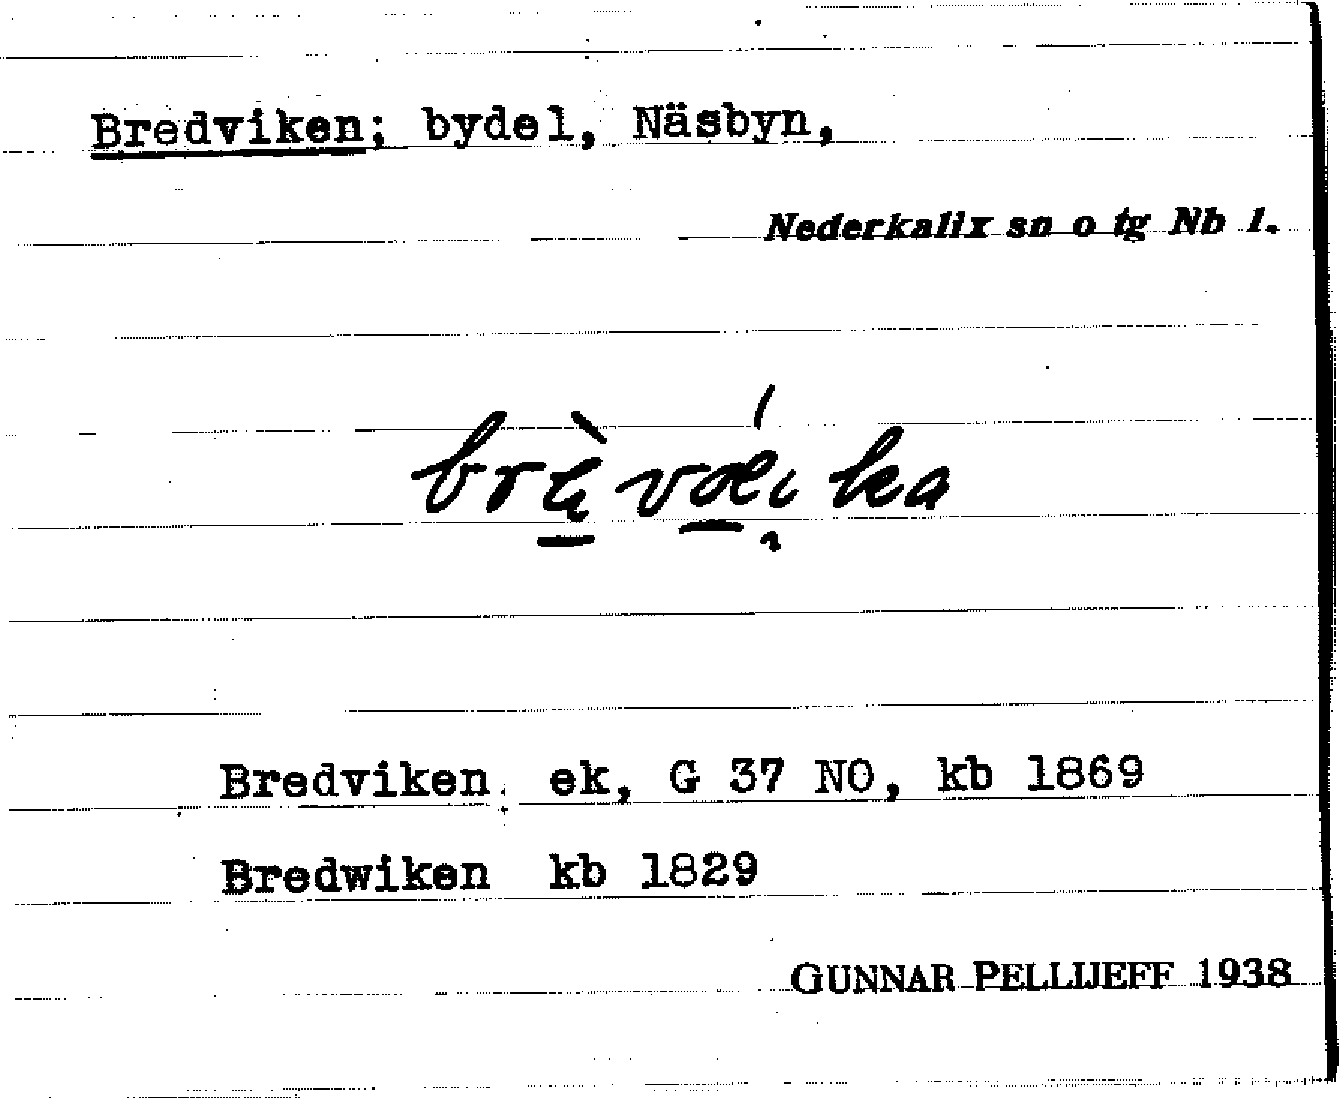 Bredviken; bydel, Näsbyn,
Nederkalix sn o tg Nb l.
Bredviken, ek, G 37 NO, kb 1869
Bredwiken kb 1829
GUNNAR PELLIJEFF 1938